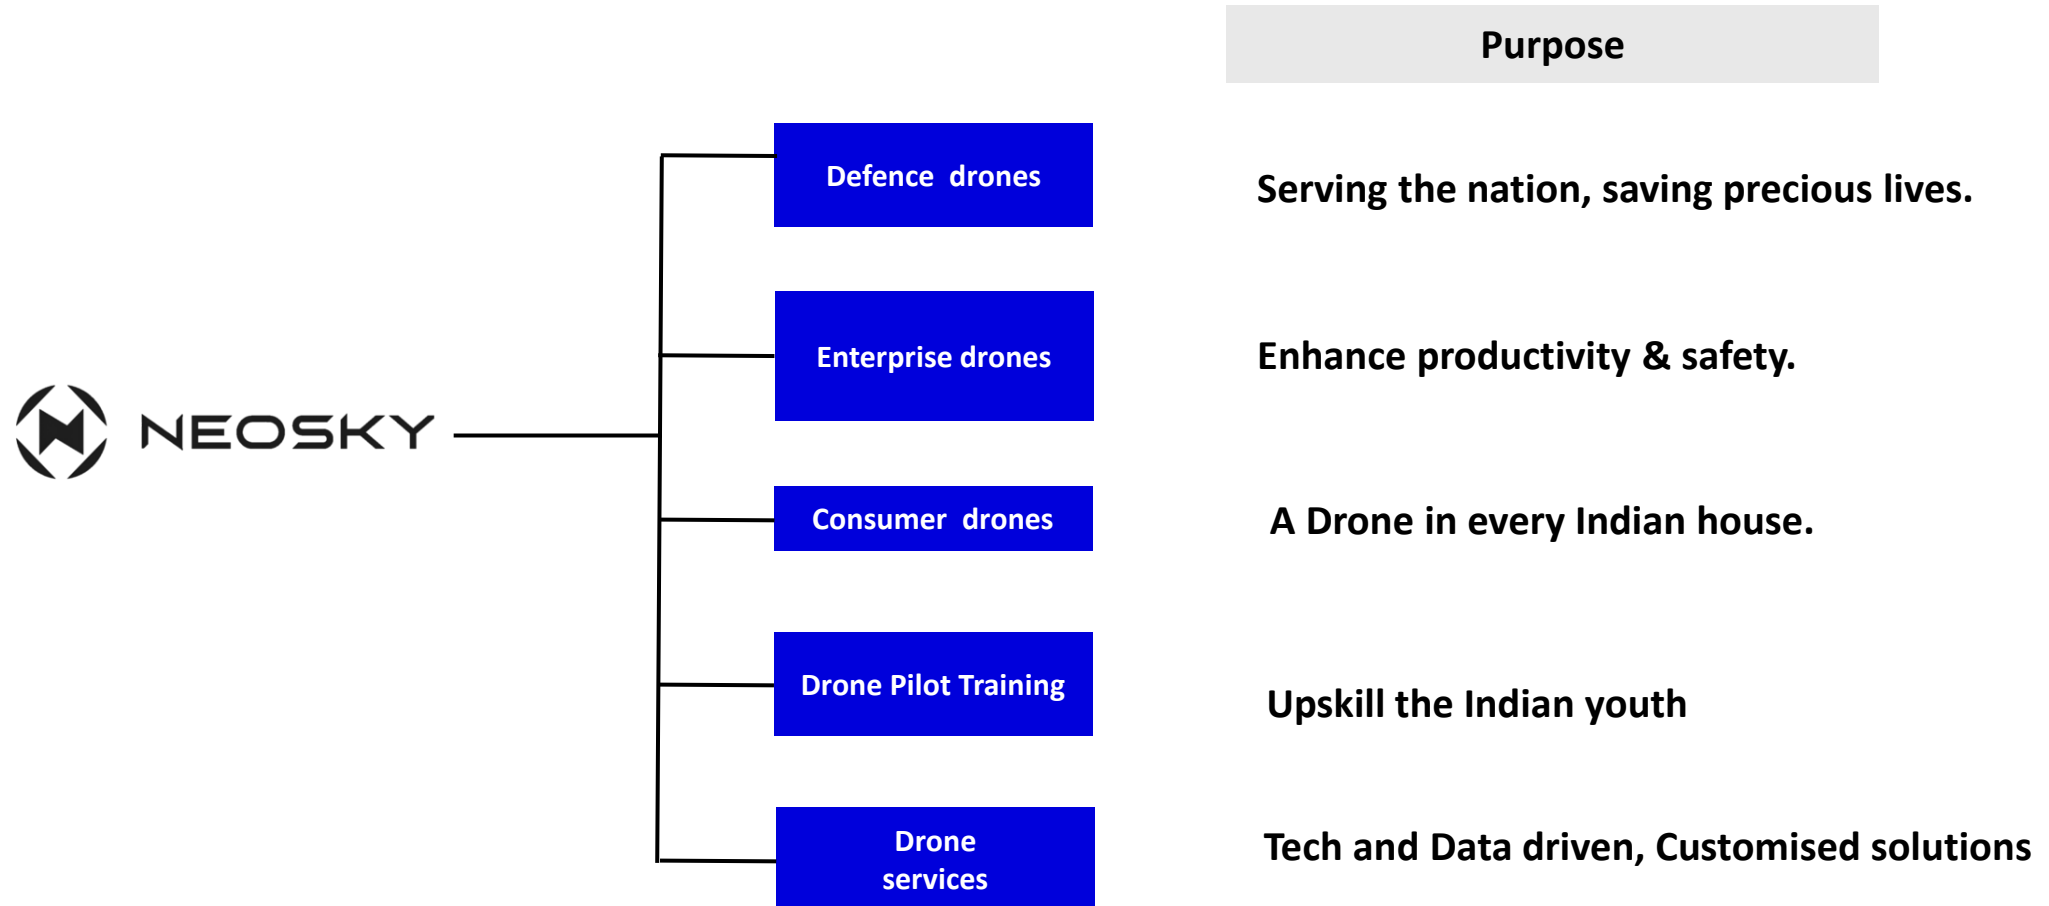 Purpose
Defence drones
Serving the nation, saving precious lives.
Enterprise drones
Enhance productivity & safety.
NEOSKY
Consumer drones
A Drone in every Indian house.
Drone Pilot Training
Upskill the Indian youth
Drone
services
Tech and Data driven, Customised solutions